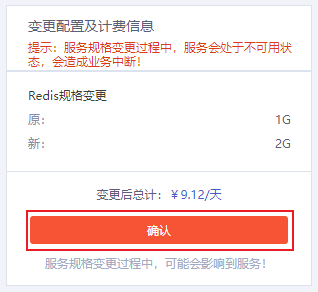 变更配置及计费信息
提示：服务规格变更过程中，服务会处于不可用状
态，会造成业务中断！
Redis规格变更
原： 1G
新： 2G
变更后总计：￥9.12/天
确认
服务规格变更过程中，可能会影响到服务！